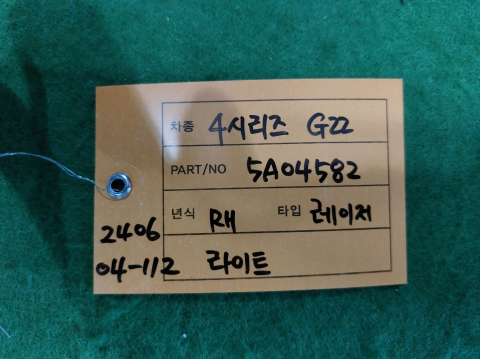 차종 4시리즈 G22
PART/NO 5A04582
년식 RH 타입 레이저
2406
04-112 라이트